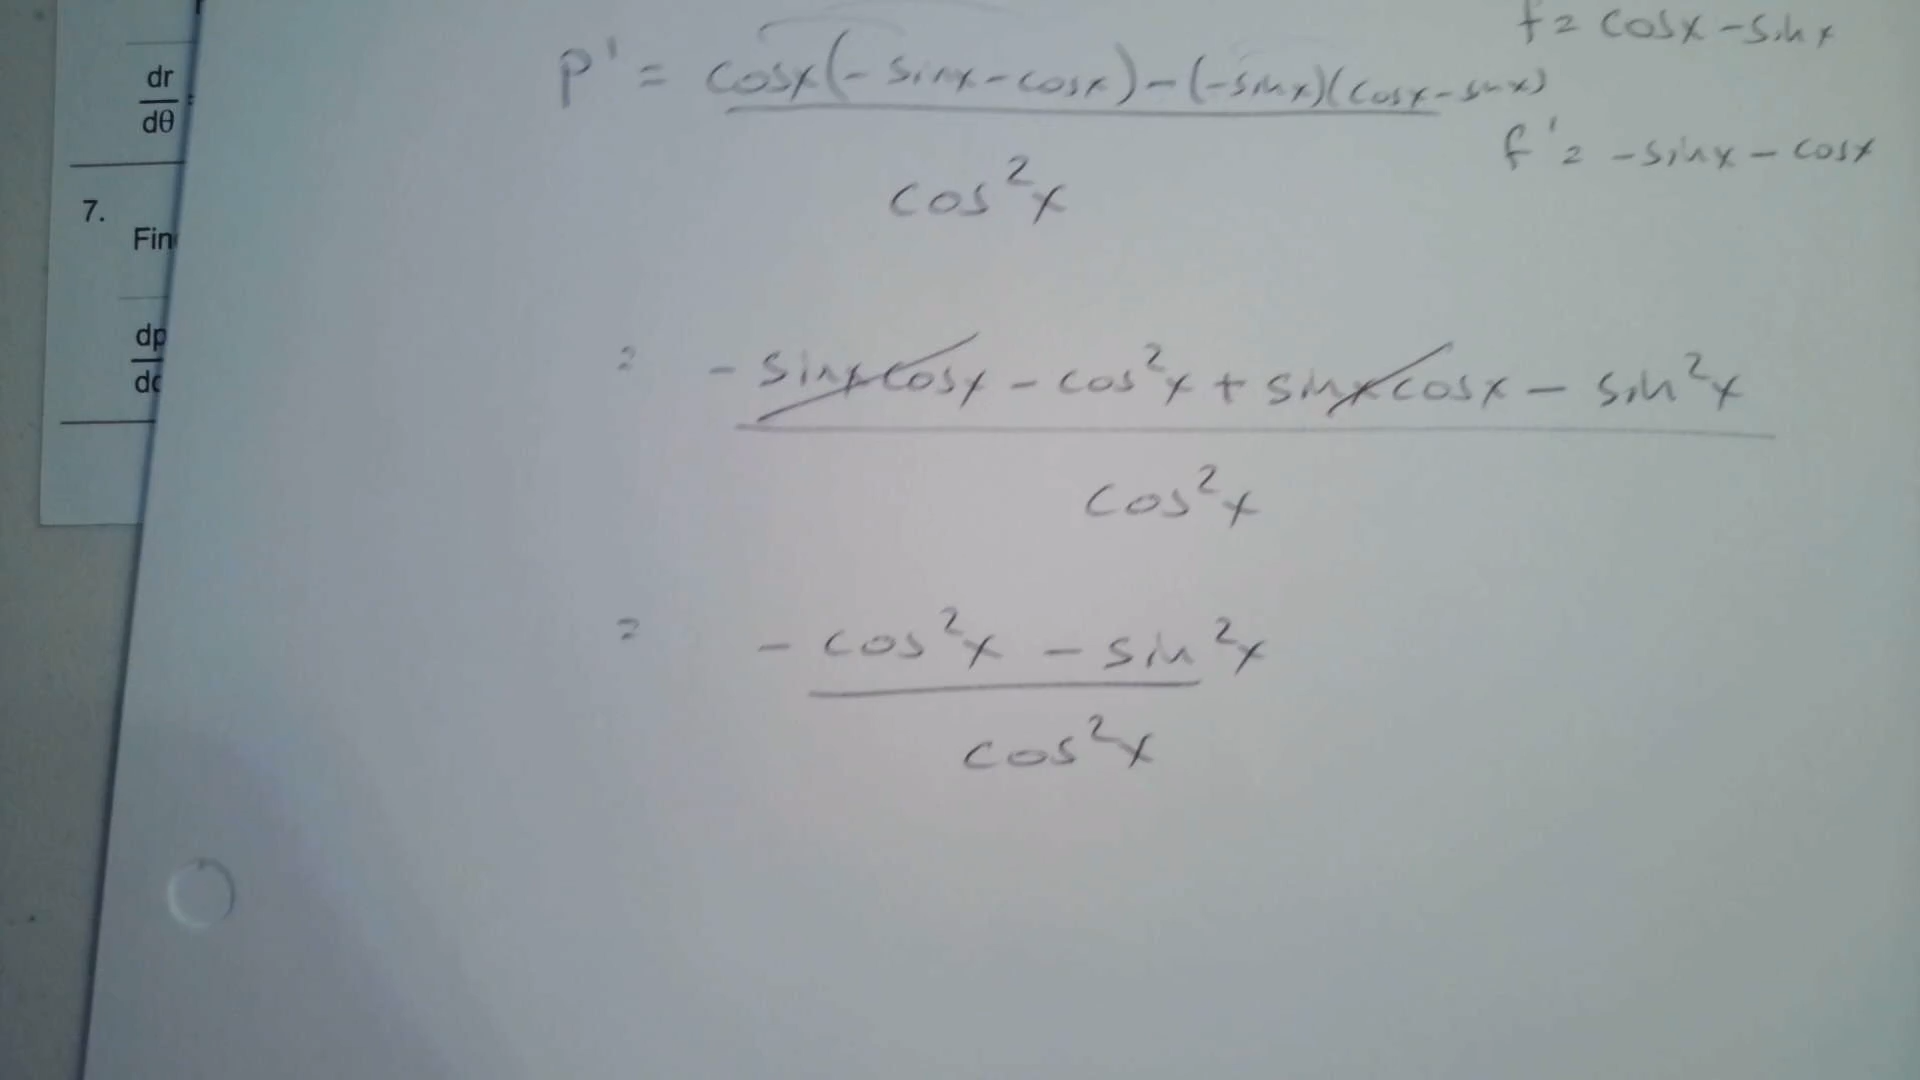 f = cosx - sinx
P' = cosx(- sinx - cosx) - (-sinx)(cosx - sinx)
cos²x
f' = -sinx - cosx
= - sinxcosx - cos²x + sinxcosx - sin²x
cos²x
= - cos²x - sin²x
cos²x
dr
dθ
7.
Fin
dp